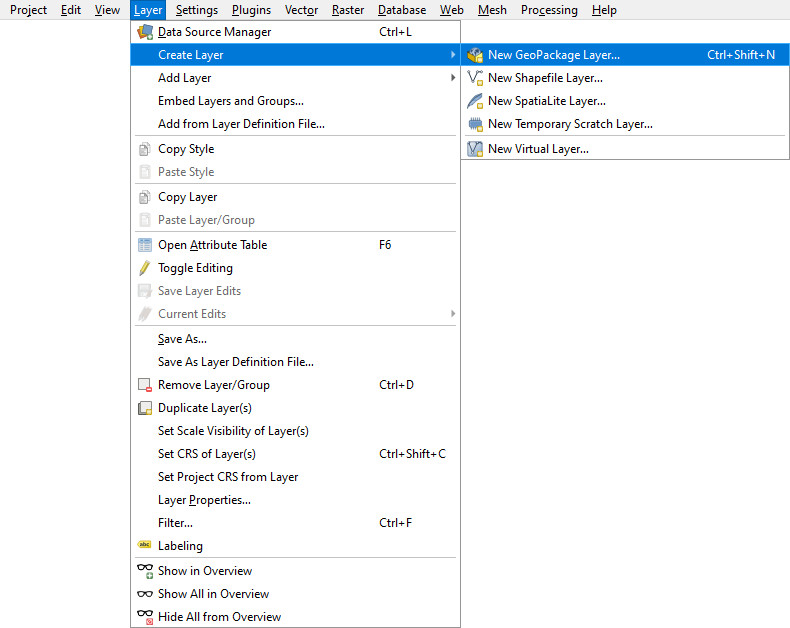 Project Edit View Layer Settings Plugins Vector Raster Database Web Mesh Processing Help
Data Source Manager Ctrl+L
Create Layer
Add Layer
Embed Layers and Groups...
Add from Layer Definition File...
Copy Style
Paste Style
Copy Layer
Paste Layer/Group
Open Attribute Table F6
Toggle Editing
Save Layer Edits
Current Edits
Save As...
Save As Layer Definition File...
Remove Layer/Group Ctrl+D
Duplicate Layer(s)
Set Scale Visibility of Layer(s)
Set CRS of Layer(s) Ctrl+Shift+C
Set Project CRS from Layer
Layer Properties...
Filter... Ctrl+F
abc Labeling
Show in Overview
Show All in Overview
Hide All from Overview
New GeoPackage Layer... Ctrl+Shift+N
New Shapefile Layer...
New SpatiaLite Layer...
New Temporary Scratch Layer...
New Virtual Layer...